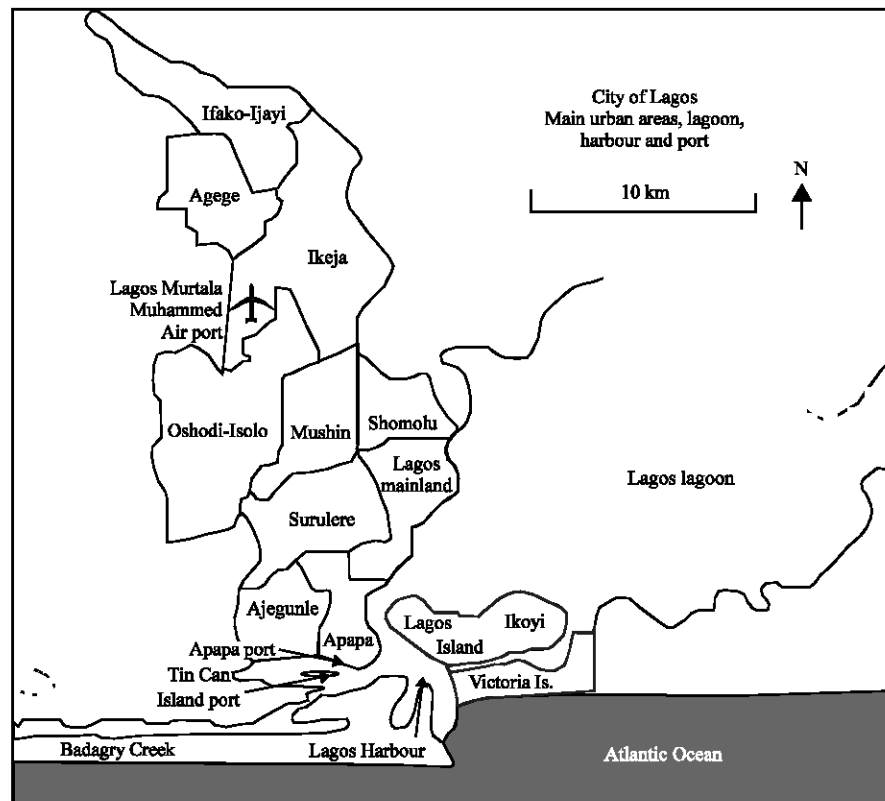 City of Lagos
Main urban areas, lagoon,
harbour and port
N
10 km
Ifako-Ijayi
Agege
Ikeja
Lagos Murtala
Muhammed
Air port
Oshodi-Isolo
Mushin
Shomolu
Lagos
mainland
Lagos lagoon
Surulere
Ajegunle
Apapa
Lagos
Island
Ikoyi
Apapa port
Tin Can
Island port
Victoria Is.
Badagry Creek
Lagos Harbour
Atlantic Ocean